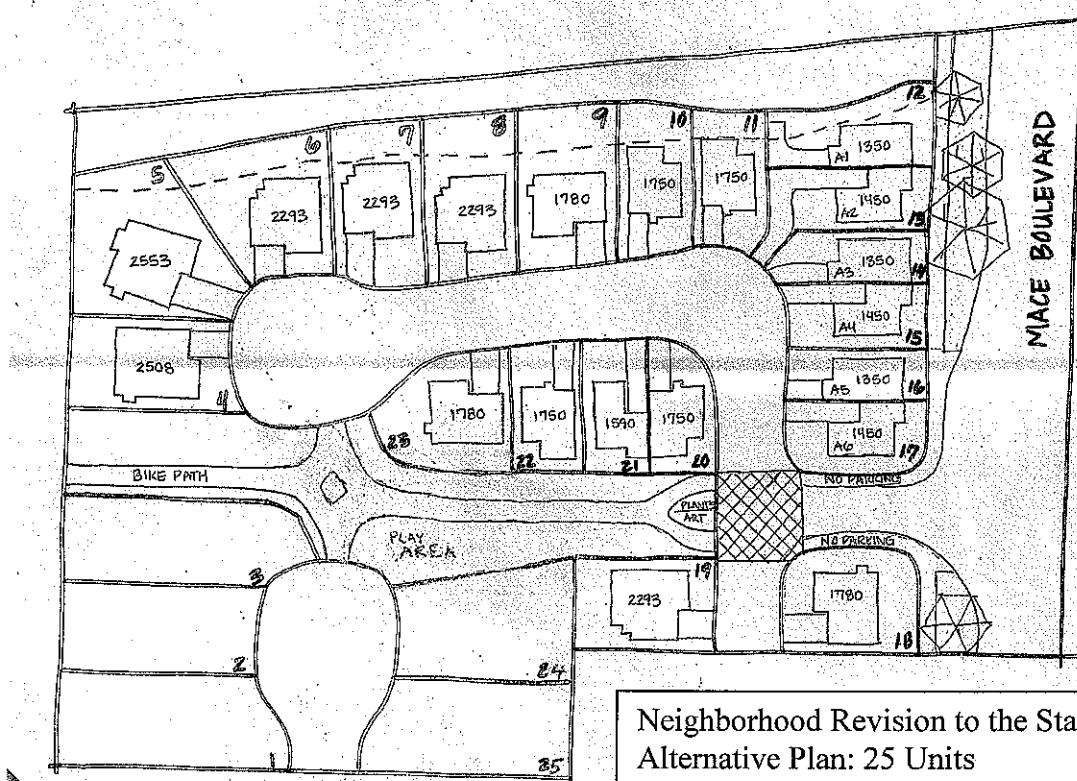 5
6
7
8
9
10
11
12
2553
2293
2293
2293
1780
1750
1750
A1 1350
A2 1450
13
A3 1350
14
A4 1450
15
A5 1350
16
A6 1450
17
MACE BOULEVARD
2508
4
1780
23
1750
22
1590
21
1750
20
BIKE PATH
PLAY
AREA
ART
NO PARKING
NO PARKING
3
2
1
24
25
19
2293
1780
18
Neighborhood Revision to the Sta
Alternative Plan: 25 Units